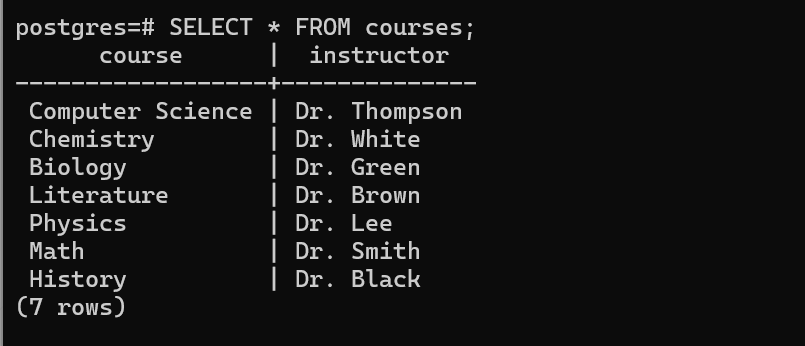 postgres=# SELECT * FROM courses;
      course      |  instructor
------------------+--------------
 Computer Science | Dr. Thompson
 Chemistry        | Dr. White
 Biology          | Dr. Green
 Literature       | Dr. Brown
 Physics          | Dr. Lee
 Math             | Dr. Smith
 History          | Dr. Black
(7 rows)